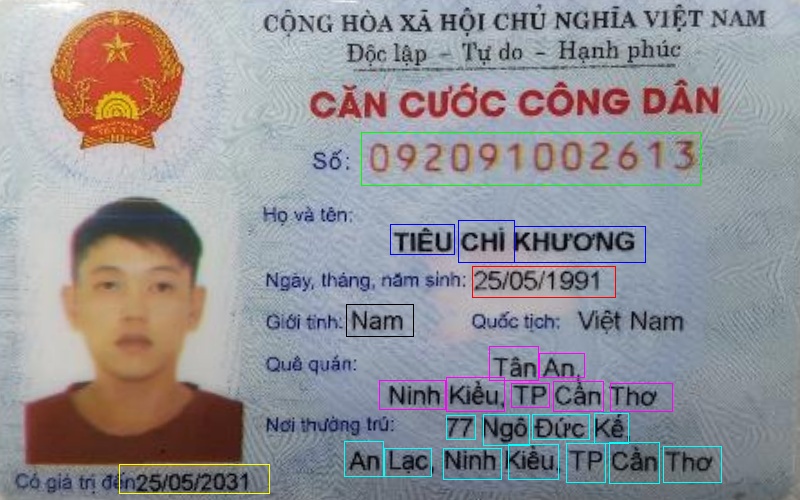 CỘNG HÒA XÃ HỘI CHỦ NGHĨA VIỆT NAM
Độc lập - Tự do - Hạnh phúc
CĂN CƯỚC CÔNG DÂN
Số: 092091002613
Họ và tên:
TIÊU CHÍ KHƯƠNG
Ngày, tháng, năm sinh: 25/05/1991
Giới tính: Nam Quốc tịch: Việt Nam
Quê quán: Tân An,
Ninh Kiều, TP Cần Thơ
Nơi thường trú: 77 Ngô Đức Kế
An Lạc, Ninh Kiều, TP Cần Thơ
Có giá trị đến 25/05/2031